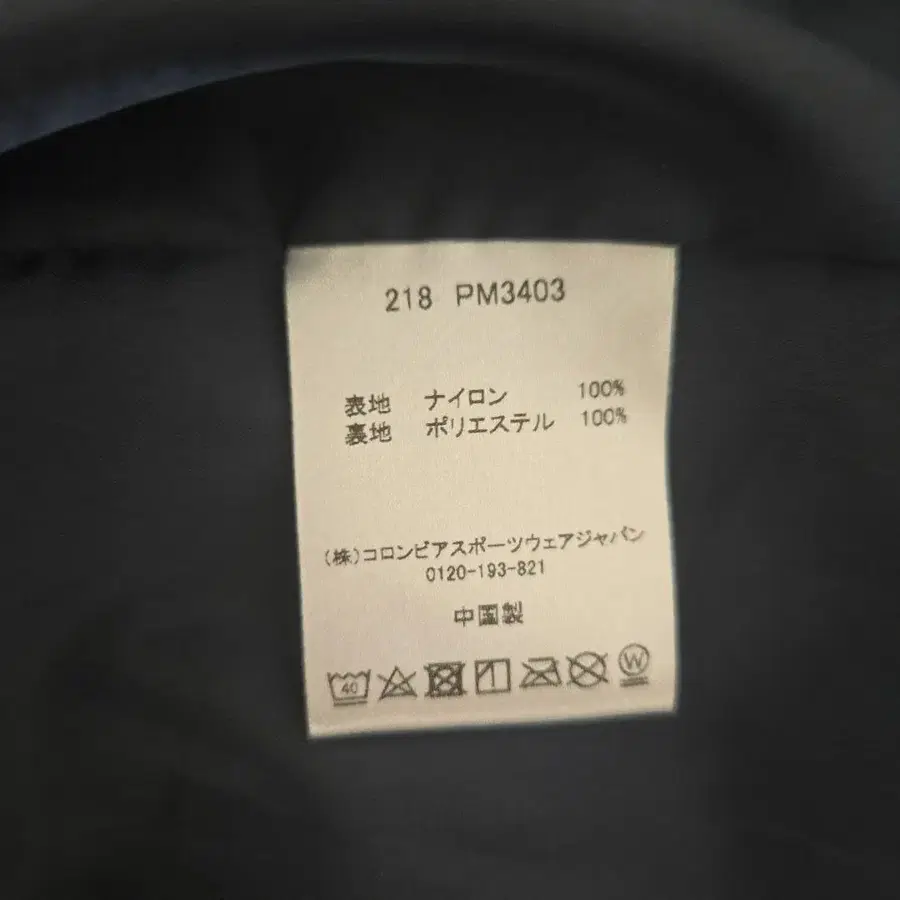 218 PM3403
表地 ナイロン 100%
裏地 ポリエステル 100%
(株)コロンビアスポーツウェアジャパン
0120-193-821
中国製
40 W